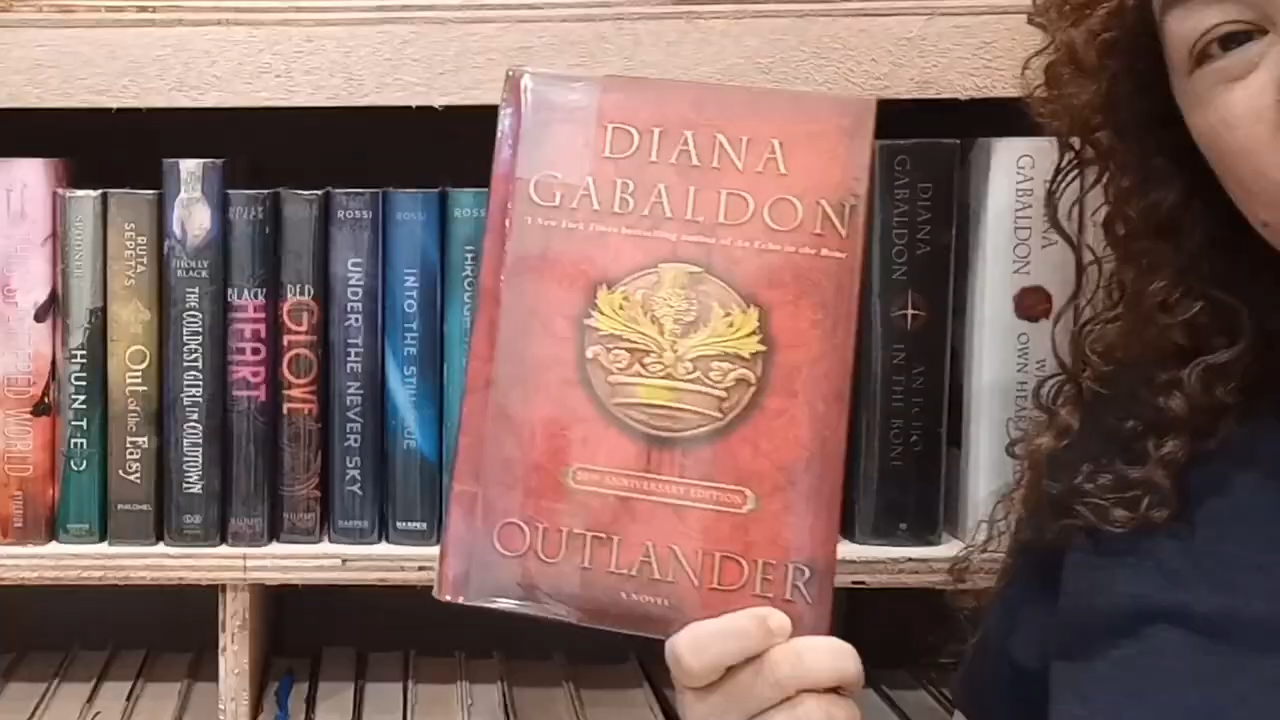 HUNTED
RUTA
SEPETYS
Out of the Easy
PHILOMEL
HOLLY
BLACK
THE COLDEST GIRL IN COLDTOWN
BLACK
HEART
RED
GLOVE
ROSSI
UNDER THE NEVER SKY
HARPER
ROSSI
INTO THE STILL
HARPER
ROSSI
THROUGH
DIANA
GABALDON
#1 New York Times bestselling author of An Echo in the Bone
20TH ANNIVERSARY EDITION
OUTLANDER
A NOVEL
DIANA
GABALDON
AN ECHO
IN THE BONE
GABALDON
OWN HEAR